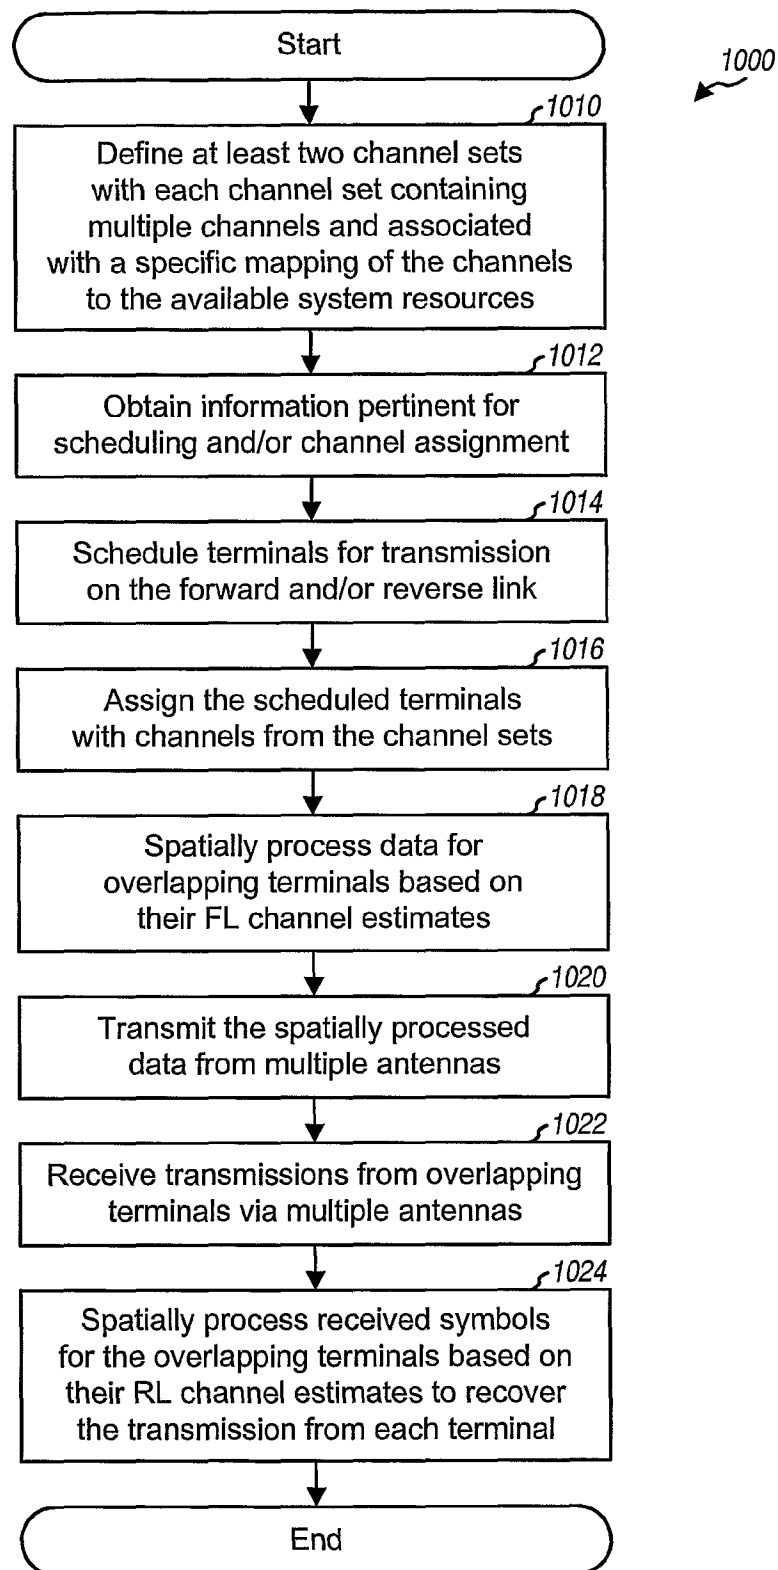 Start
1000
1010
Define at least two channel sets
with each channel set containing
multiple channels and associated
with a specific mapping of the channels
to the available system resources
1012
Obtain information pertinent for
scheduling and/or channel assignment
1014
Schedule terminals for transmission
on the forward and/or reverse link
1016
Assign the scheduled terminals
with channels from the channel sets
1018
Spatially process data for
overlapping terminals based on
their FL channel estimates
1020
Transmit the spatially processed
data from multiple antennas
1022
Receive transmissions from overlapping
terminals via multiple antennas
1024
Spatially process received symbols
for the overlapping terminals based on
their RL channel estimates to recover
the transmission from each terminal
End